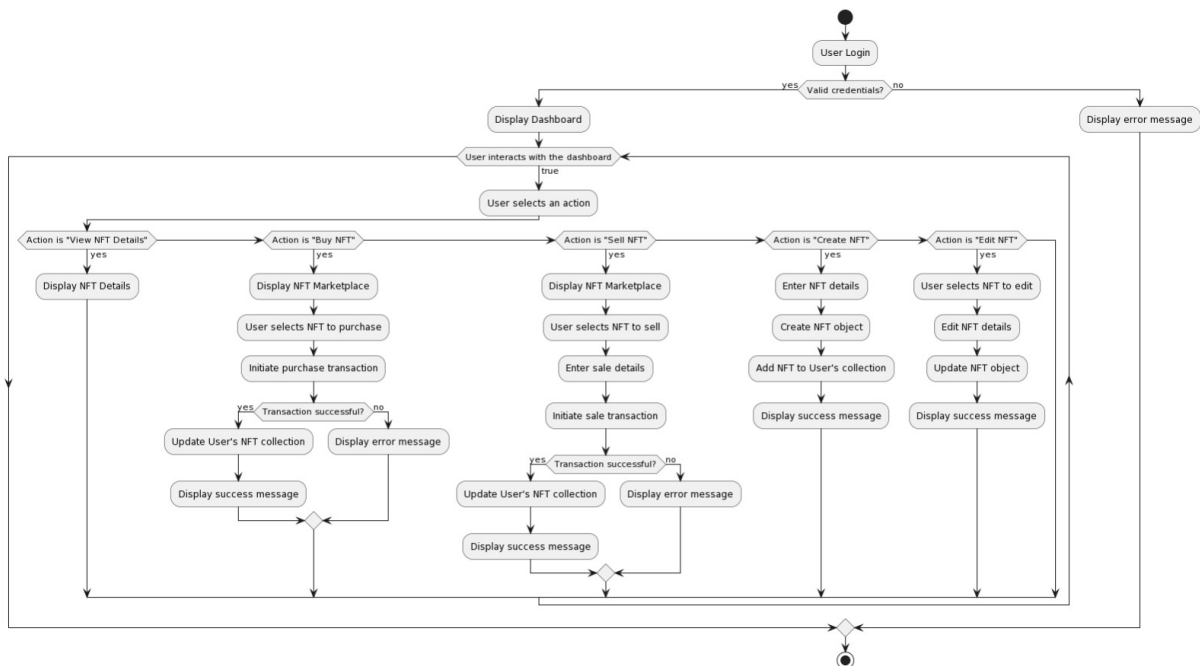 User Login
yes
Valid credentials?
no
Display Dashboard
Display error message
User interacts with the dashboard
true
User selects an action
Action is "View NFT Details"
Action is "Buy NFT"
Action is "Sell NFT"
Action is "Create NFT"
Action is "Edit NFT"
yes
yes
yes
yes
yes
Display NFT Details
Display NFT Marketplace
Display NFT Marketplace
Enter NFT details
User selects NFT to edit
User selects NFT to purchase
User selects NFT to sell
Create NFT object
Edit NFT details
Initiate purchase transaction
Enter sale details
Add NFT to User's collection
Update NFT object
yes
Transaction successful?
no
Initiate sale transaction
Display success message
Display success message
Update User's NFT collection
Display error message
yes
Transaction successful?
no
Display success message
Update User's NFT collection
Display error message
Display success message